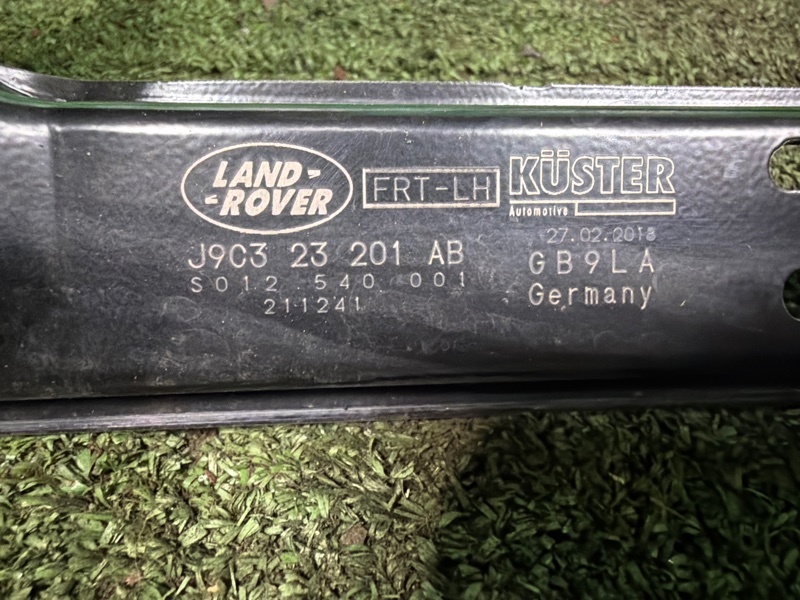 LAND-
-ROVER
FRT-LH
KÜSTER
Automotive
J9C3 23 201 AB
S012 540 001
211241
27.02.2018
GB9LA
Germany